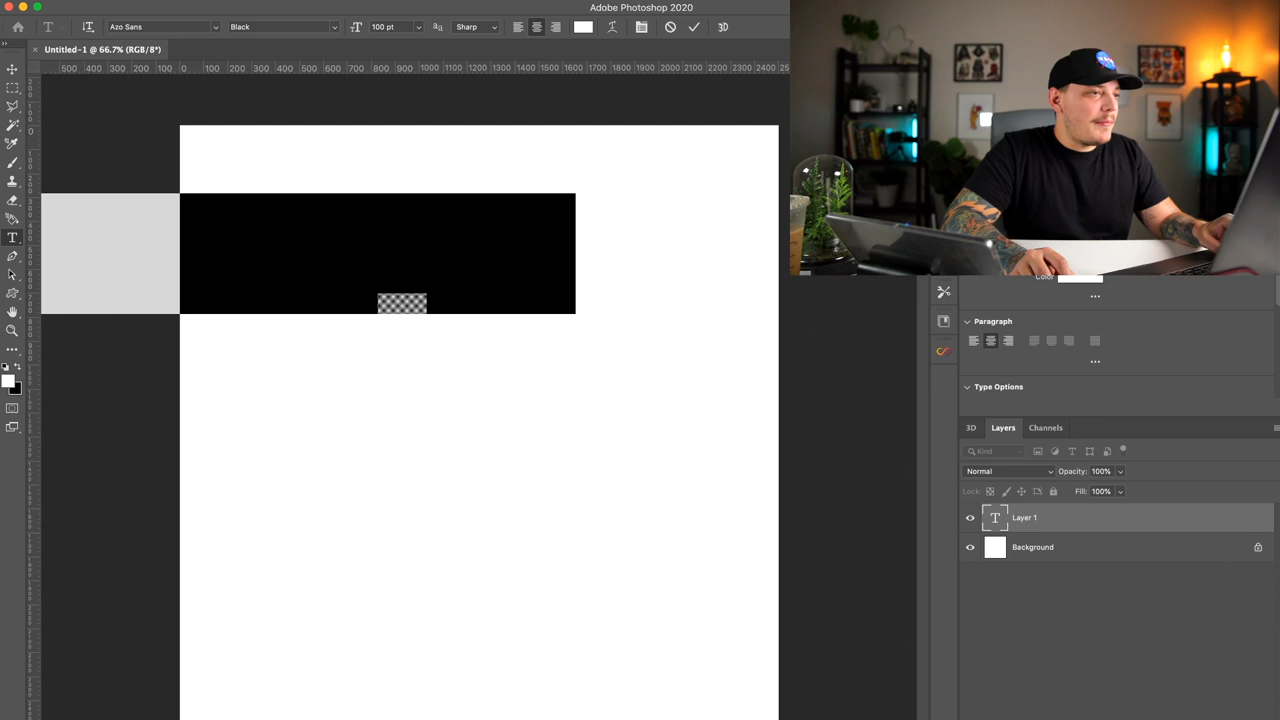 Adobe Photoshop 2020
T Azo Sans Black 100 pt Sharp 3D
Untitled-1 @ 66.7% (RGB/8*)
500 400 300 200 100 0 100 200 300 400 500 600 700 800 900 1000 1100 1200 1300 1400 1500 1600 1700 1800 1900 2000 2100 2200 2300 2400
Color
Paragraph
Type Options
3D Layers Channels
Kind
Normal Opacity: 100%
Lock: Fill: 100%
T Layer 1
Background